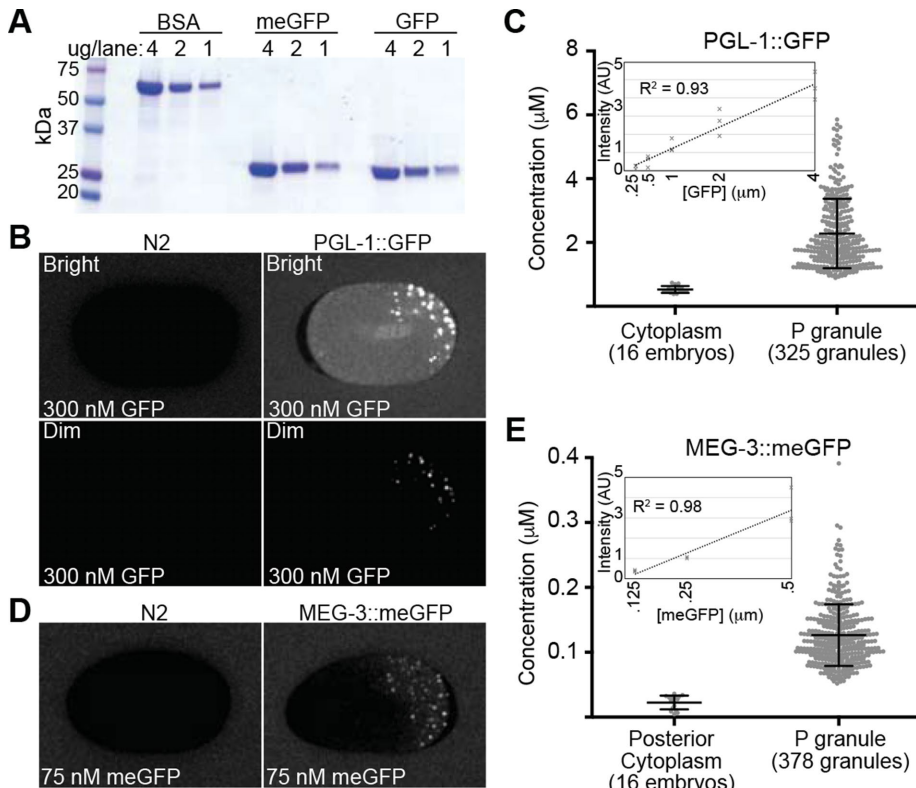 A
BSA meGFP GFP
ug/lane: 4 2 1 4 2 1 4 2 1
kDa
75
50
37
25
20
B
N2 PGL-1::GFP
Bright Bright
300 nM GFP 300 nM GFP
Dim Dim
300 nM GFP 300 nM GFP
D
N2 MEG-3::meGFP
75 nM meGFP 75 nM meGFP
C
PGL-1::GFP
Concentration (μM)
8
6
4
2
Intensity (AU)
5
3
1
0
R² = 0.93
.25 .5 1 2 4
[GFP] (μm)
Cytoplasm P granule
(16 embryos) (325 granules)
E
MEG-3::meGFP
Concentration (μM)
0.4
0.3
0.2
0.1
Intensity (AU)
5
3
1
0
R² = 0.98
.125 .25 .5
[meGFP] (μm)
Posterior P granule
Cytoplasm (378 granules)
(16 embryos)